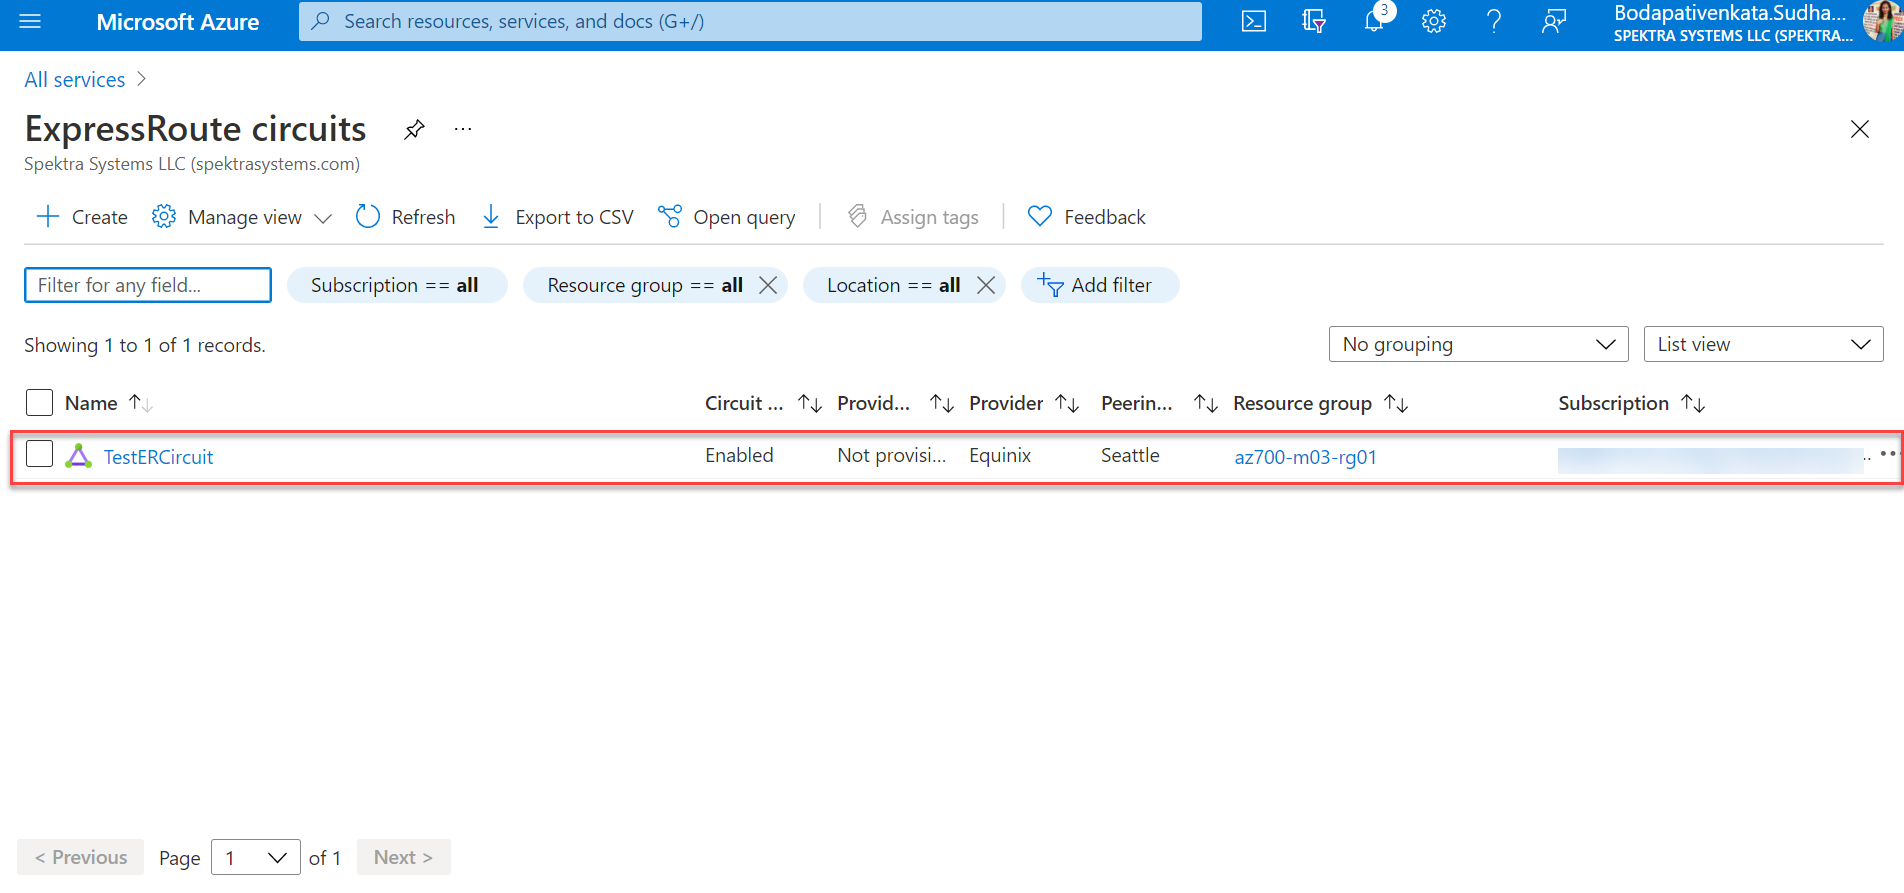 Microsoft Azure
Search resources, services, and docs (G+/)
3
Bodapativenkata.Sudha...
SPEKTRA SYSTEMS LLC (SPEKTRA...
All services
ExpressRoute circuits
...
Spektra Systems LLC (spektrasystems.com)
Create Manage view Refresh Export to CSV Open query Assign tags Feedback
Filter for any field... Subscription == all Resource group == all Location == all Add filter
Showing 1 to 1 of 1 records. No grouping List view
Name Circuit ... Provid... Provider Peerin... Resource group Subscription
TestERCircuit Enabled Not provisi... Equinix Seattle az700-m03-rg01
< Previous Page 1 of 1 Next >